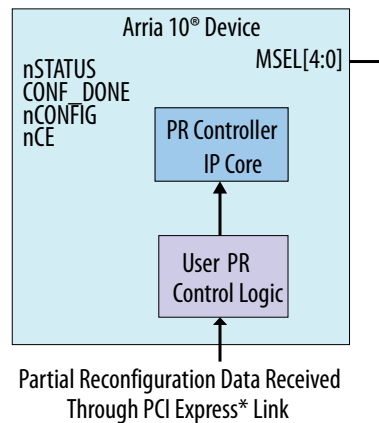 Arria 10® Device
MSEL[4:0]
nSTATUS
CONF_DONE
nCONFIG
nCE
PR Controller
IP Core
User PR
Control Logic
Partial Reconfiguration Data Received
Through PCI Express* Link